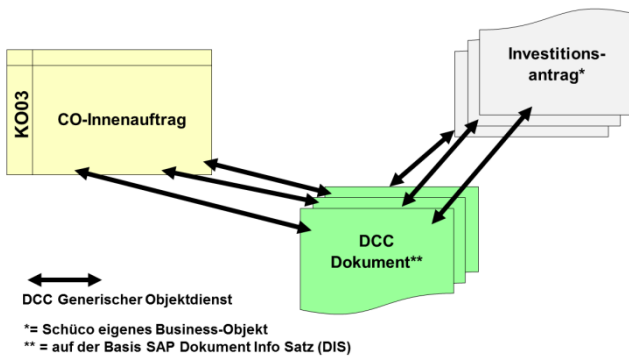 KO03
CO-Innenauftrag
Investitions-
antrag*
DCC
Dokument**
DCC Generischer Objektdienst
*= Schüco eigenes Business-Objekt
** = auf der Basis SAP Dokument Info Satz (DIS)